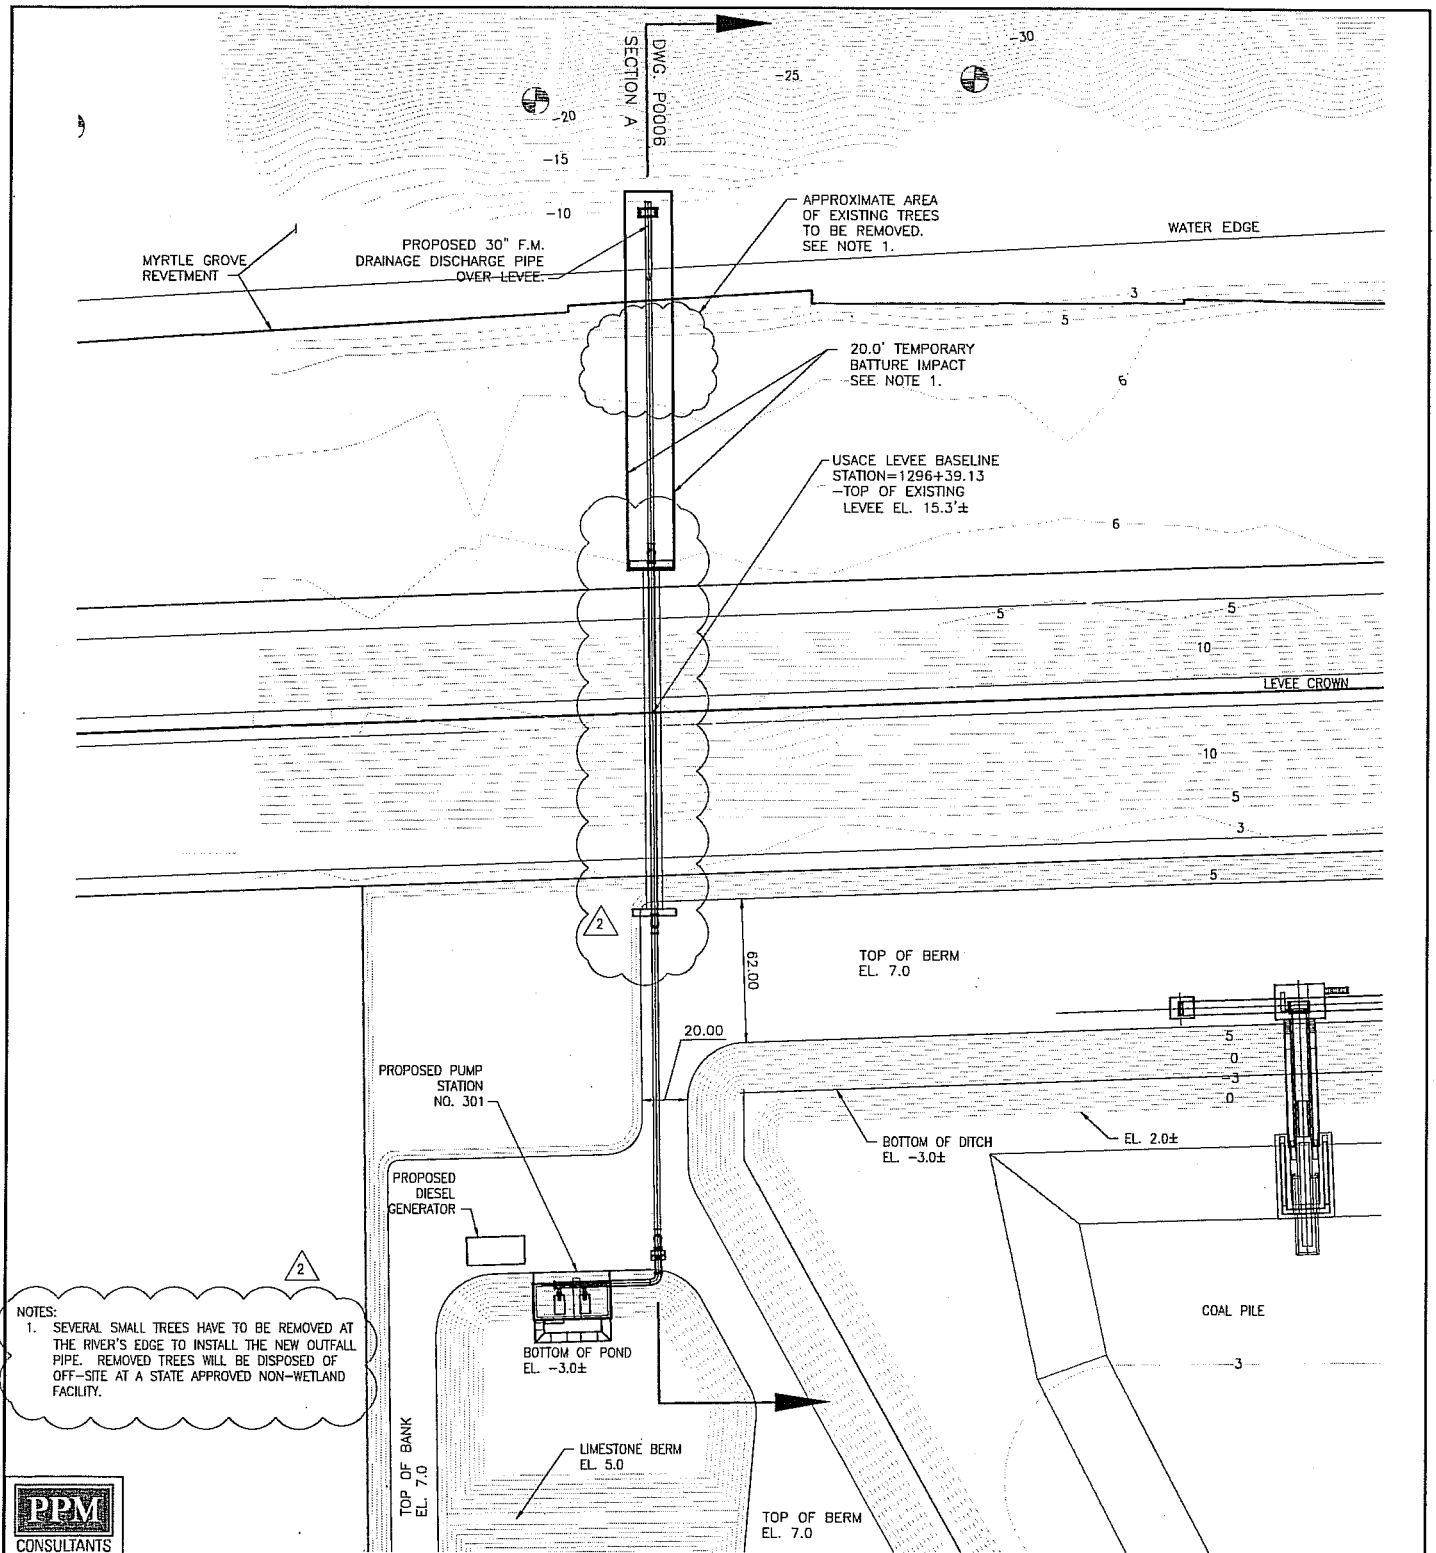 DWG. P0006
SECTION A
-30
-25
-20
-15
-10
APPROXIMATE AREA
OF EXISTING TREES
TO BE REMOVED.
SEE NOTE 1.
WATER EDGE
PROPOSED 30" F.M.
DRAINAGE DISCHARGE PIPE
OVER LEVEE.
MYRTLE GROVE
REVETMENT
3
5
20.0' TEMPORARY
BATTURE IMPACT
SEE NOTE 1.
6
USACE LEVEE BASELINE
STATION=1296+39.13
-TOP OF EXISTING
LEVEE EL. 15.3'±
6
5
5
10
LEVEE CROWN
10
5
3
5
2
62.00
TOP OF BERM
EL. 7.0
20.00
5
0
-3
0
PROPOSED PUMP
STATION
NO. 301
BOTTOM OF DITCH
EL. -3.0±
EL. 2.0±
PROPOSED
DIESEL
GENERATOR
2
NOTES:
1. SEVERAL SMALL TREES HAVE TO BE REMOVED AT
THE RIVER'S EDGE TO INSTALL THE NEW OUTFALL
PIPE. REMOVED TREES WILL BE DISPOSED OF
OFF-SITE AT A STATE APPROVED NON-WETLAND
FACILITY.
COAL PILE
BOTTOM OF POND
EL. -3.0±
3
TOP OF BANK
EL. 7.0
LIMESTONE BERM
EL. 5.0
TOP OF BERM
EL. 7.0
PPM
CONSULTANTS